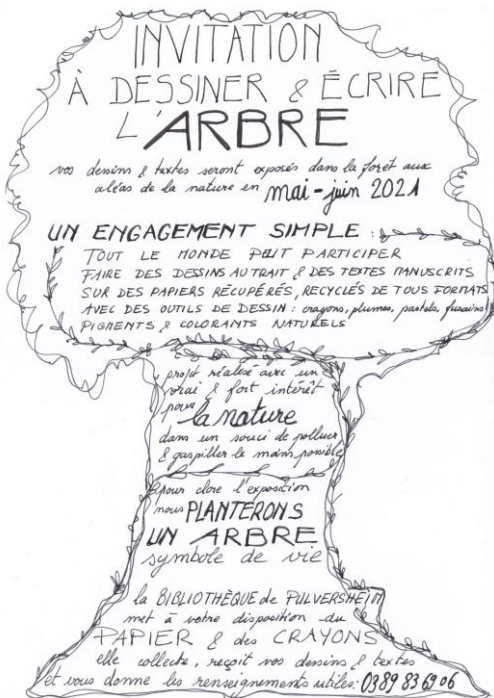 INVITATION
À DESSINER & ÉCRIRE
L'ARBRE
vos dessins & textes seront exposés dans la forêt aux
aléas de la nature en mai-juin 2021
UN ENGAGEMENT SIMPLE :
TOUT LE MONDE PEUT PARTICIPER
FAIRE DES DESSINS AU TRAIT & DES TEXTES MANUSCRITS
SUR DES PAPIERS RÉCUPÉRÉS, RECYCLÉS DE TOUS FORMATS
AVEC DES OUTILS DE DESSIN : crayons, plumes, pastels, fusains
PIGMENTS & COLORANTS NATURELS
projet réalisé avec un
vrai & fort intérêt
pour la nature
dans un souci de polluer
& gaspiller le moins possible
pour clore l'exposition
nous PLANTERONS
UN ARBRE
symbole de vie
la BIBLIOTHÈQUE de PULVERSHEIM
met à votre disposition du
PAPIER & des CRAYONS
elle collecte, reçoit vos dessins & textes
et vous donne les renseignements utiles: 0389 83 69 06